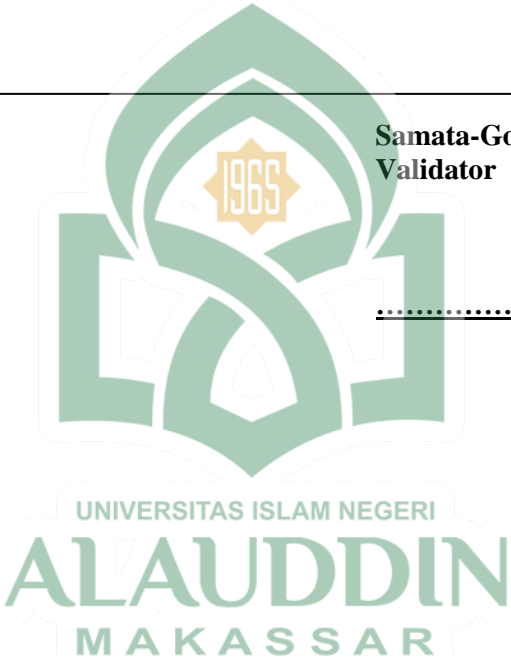 Samata-Go
Validator
1965
................
UNIVERSITAS ISLAM NEGERI
ALAUDDIN
MAKASSAR